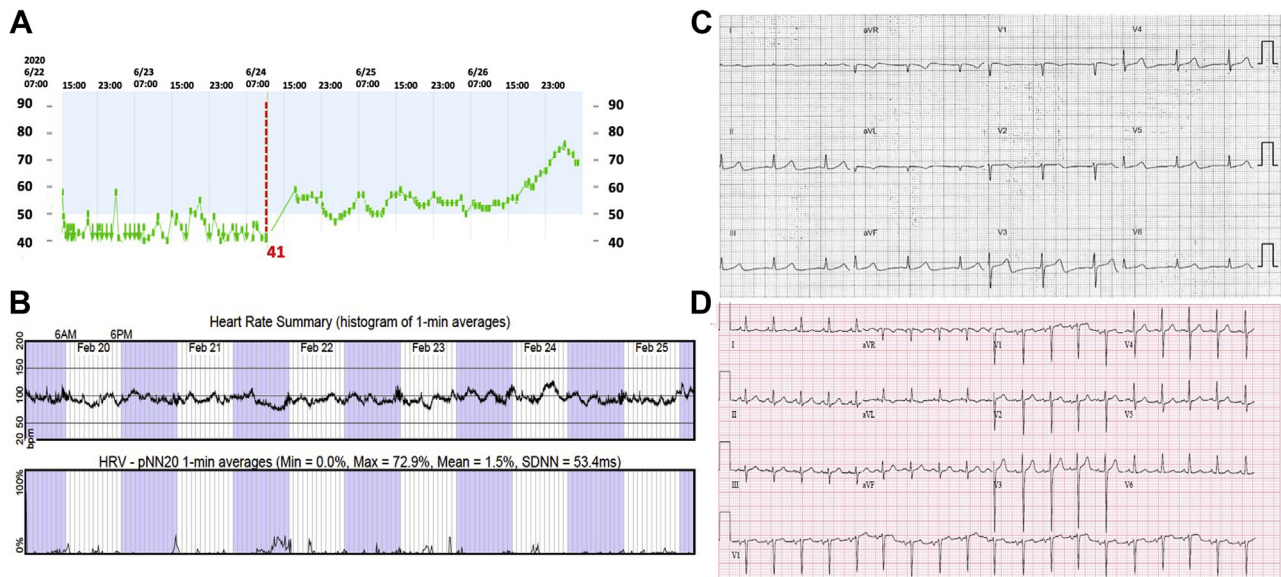 A
2020
6/22 6/23 6/24 6/25 6/26
07:00 15:00 23:00 07:00 15:00 23:00 07:00 15:00 23:00 07:00 15:00 23:00 07:00 15:00 23:00
90 90
80 80
70 70
60 60
50 50
40 40
41
B
Heart Rate Summary (histogram of 1-min averages)
6AM 6PM
Feb 20 Feb 21 Feb 22 Feb 23 Feb 24 Feb 25
200
150
100
50
20
bpm
HRV - pNN20 1-min averages (Min = 0.0%, Max = 72.9%, Mean = 1.5%, SDNN = 53.4ms)
100%
0%
C
I aVR V1 V4
II aVL V2 V5
III aVF V3 V6
D
I aVR V1 V4
II aVL V2 V5
III aVF V3 V6
V1